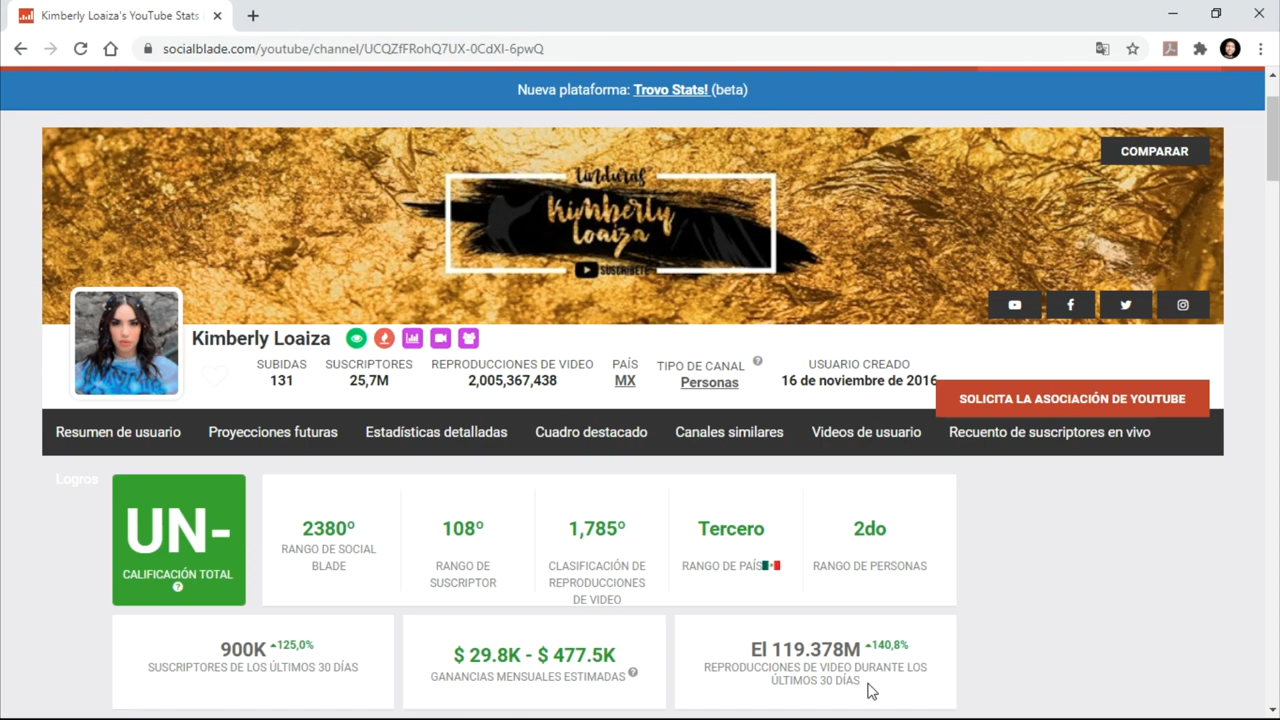 Kimberly Loaiza's YouTube Stats
socialblade.com/youtube/channel/UCQZfFRohQ7UX-0CdXI-6pwQ
Nueva plataforma: Trovo Stats! (beta)
COMPARAR
Linduras
Kimberly
Loaiza
SUSCRIBETE
Kimberly Loaiza
SUBIDAS SUSCRIPTORES REPRODUCCIONES DE VIDEO PAÍS TIPO DE CANAL ? USUARIO CREADO
131 25,7M 2,005,367,438 MX Personas 16 de noviembre de 2016
SOLICITA LA ASOCIACIÓN DE YOUTUBE
Resumen de usuario Proyecciones futuras Estadísticas detalladas Cuadro destacado Canales similares Videos de usuario Recuento de suscriptores en vivo
Logros
UN-
CALIFICACIÓN TOTAL
?
2380º
RANGO DE SOCIAL
BLADE
108º
RANGO DE
SUSCRIPTOR
1,785º
CLASIFICACIÓN DE
REPRODUCCIONES
DE VIDEO
Tercero
RANGO DE PAÍS
2do
RANGO DE PERSONAS
900K 125,0%
SUSCRIPTORES DE LOS ÚLTIMOS 30 DÍAS
$ 29.8K - $ 477.5K
GANANCIAS MENSUALES ESTIMADAS ?
El 119.378M 140,8%
REPRODUCCIONES DE VIDEO DURANTE LOS
ÚLTIMOS 30 DÍAS